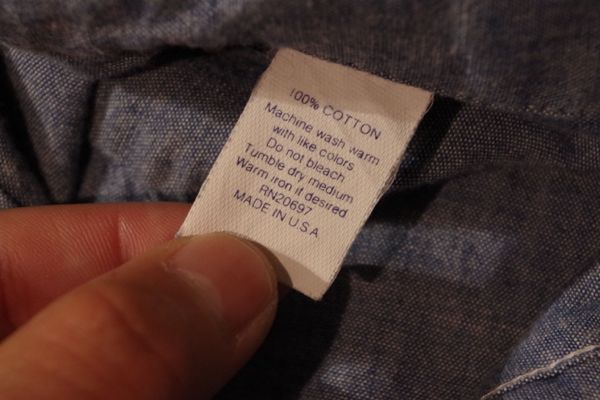 100% COTTON
Machine wash warm
with like colors
Do not bleach
Tumble dry medium
Warm iron if desired
RN20697
MADE IN U.S.A